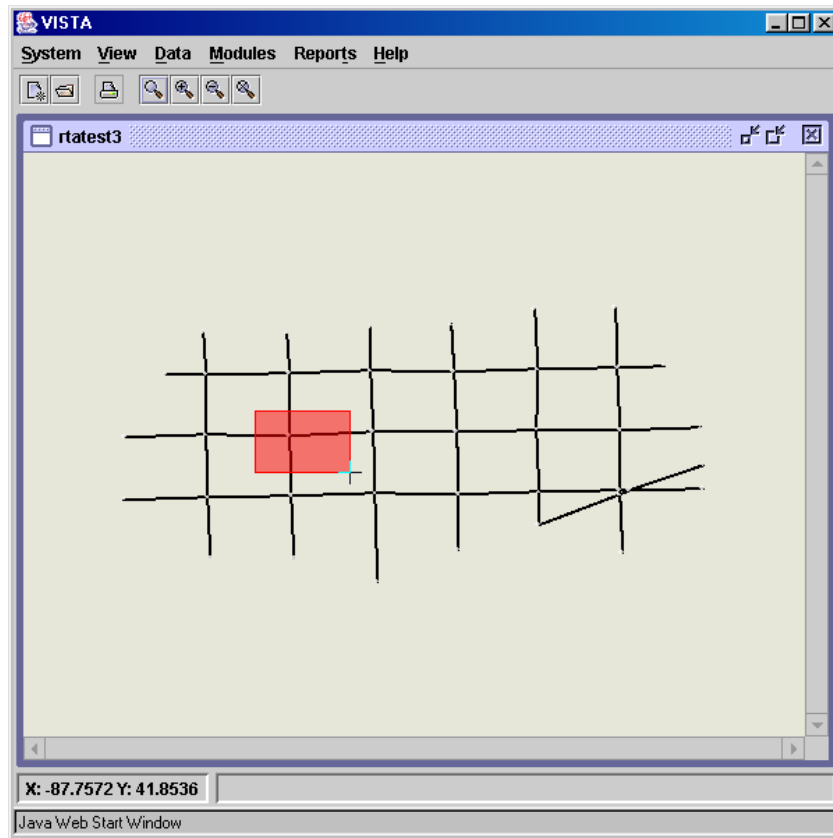 VISTA
System View Data Modules Reports Help
rtatest3
X: -87.7572 Y: 41.8536
Java Web Start Window